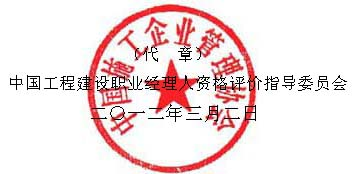 中国施工企业管理协会
（代　章）
中国工程建设职业经理人资格评价指导委员会
二〇一二年三月二日